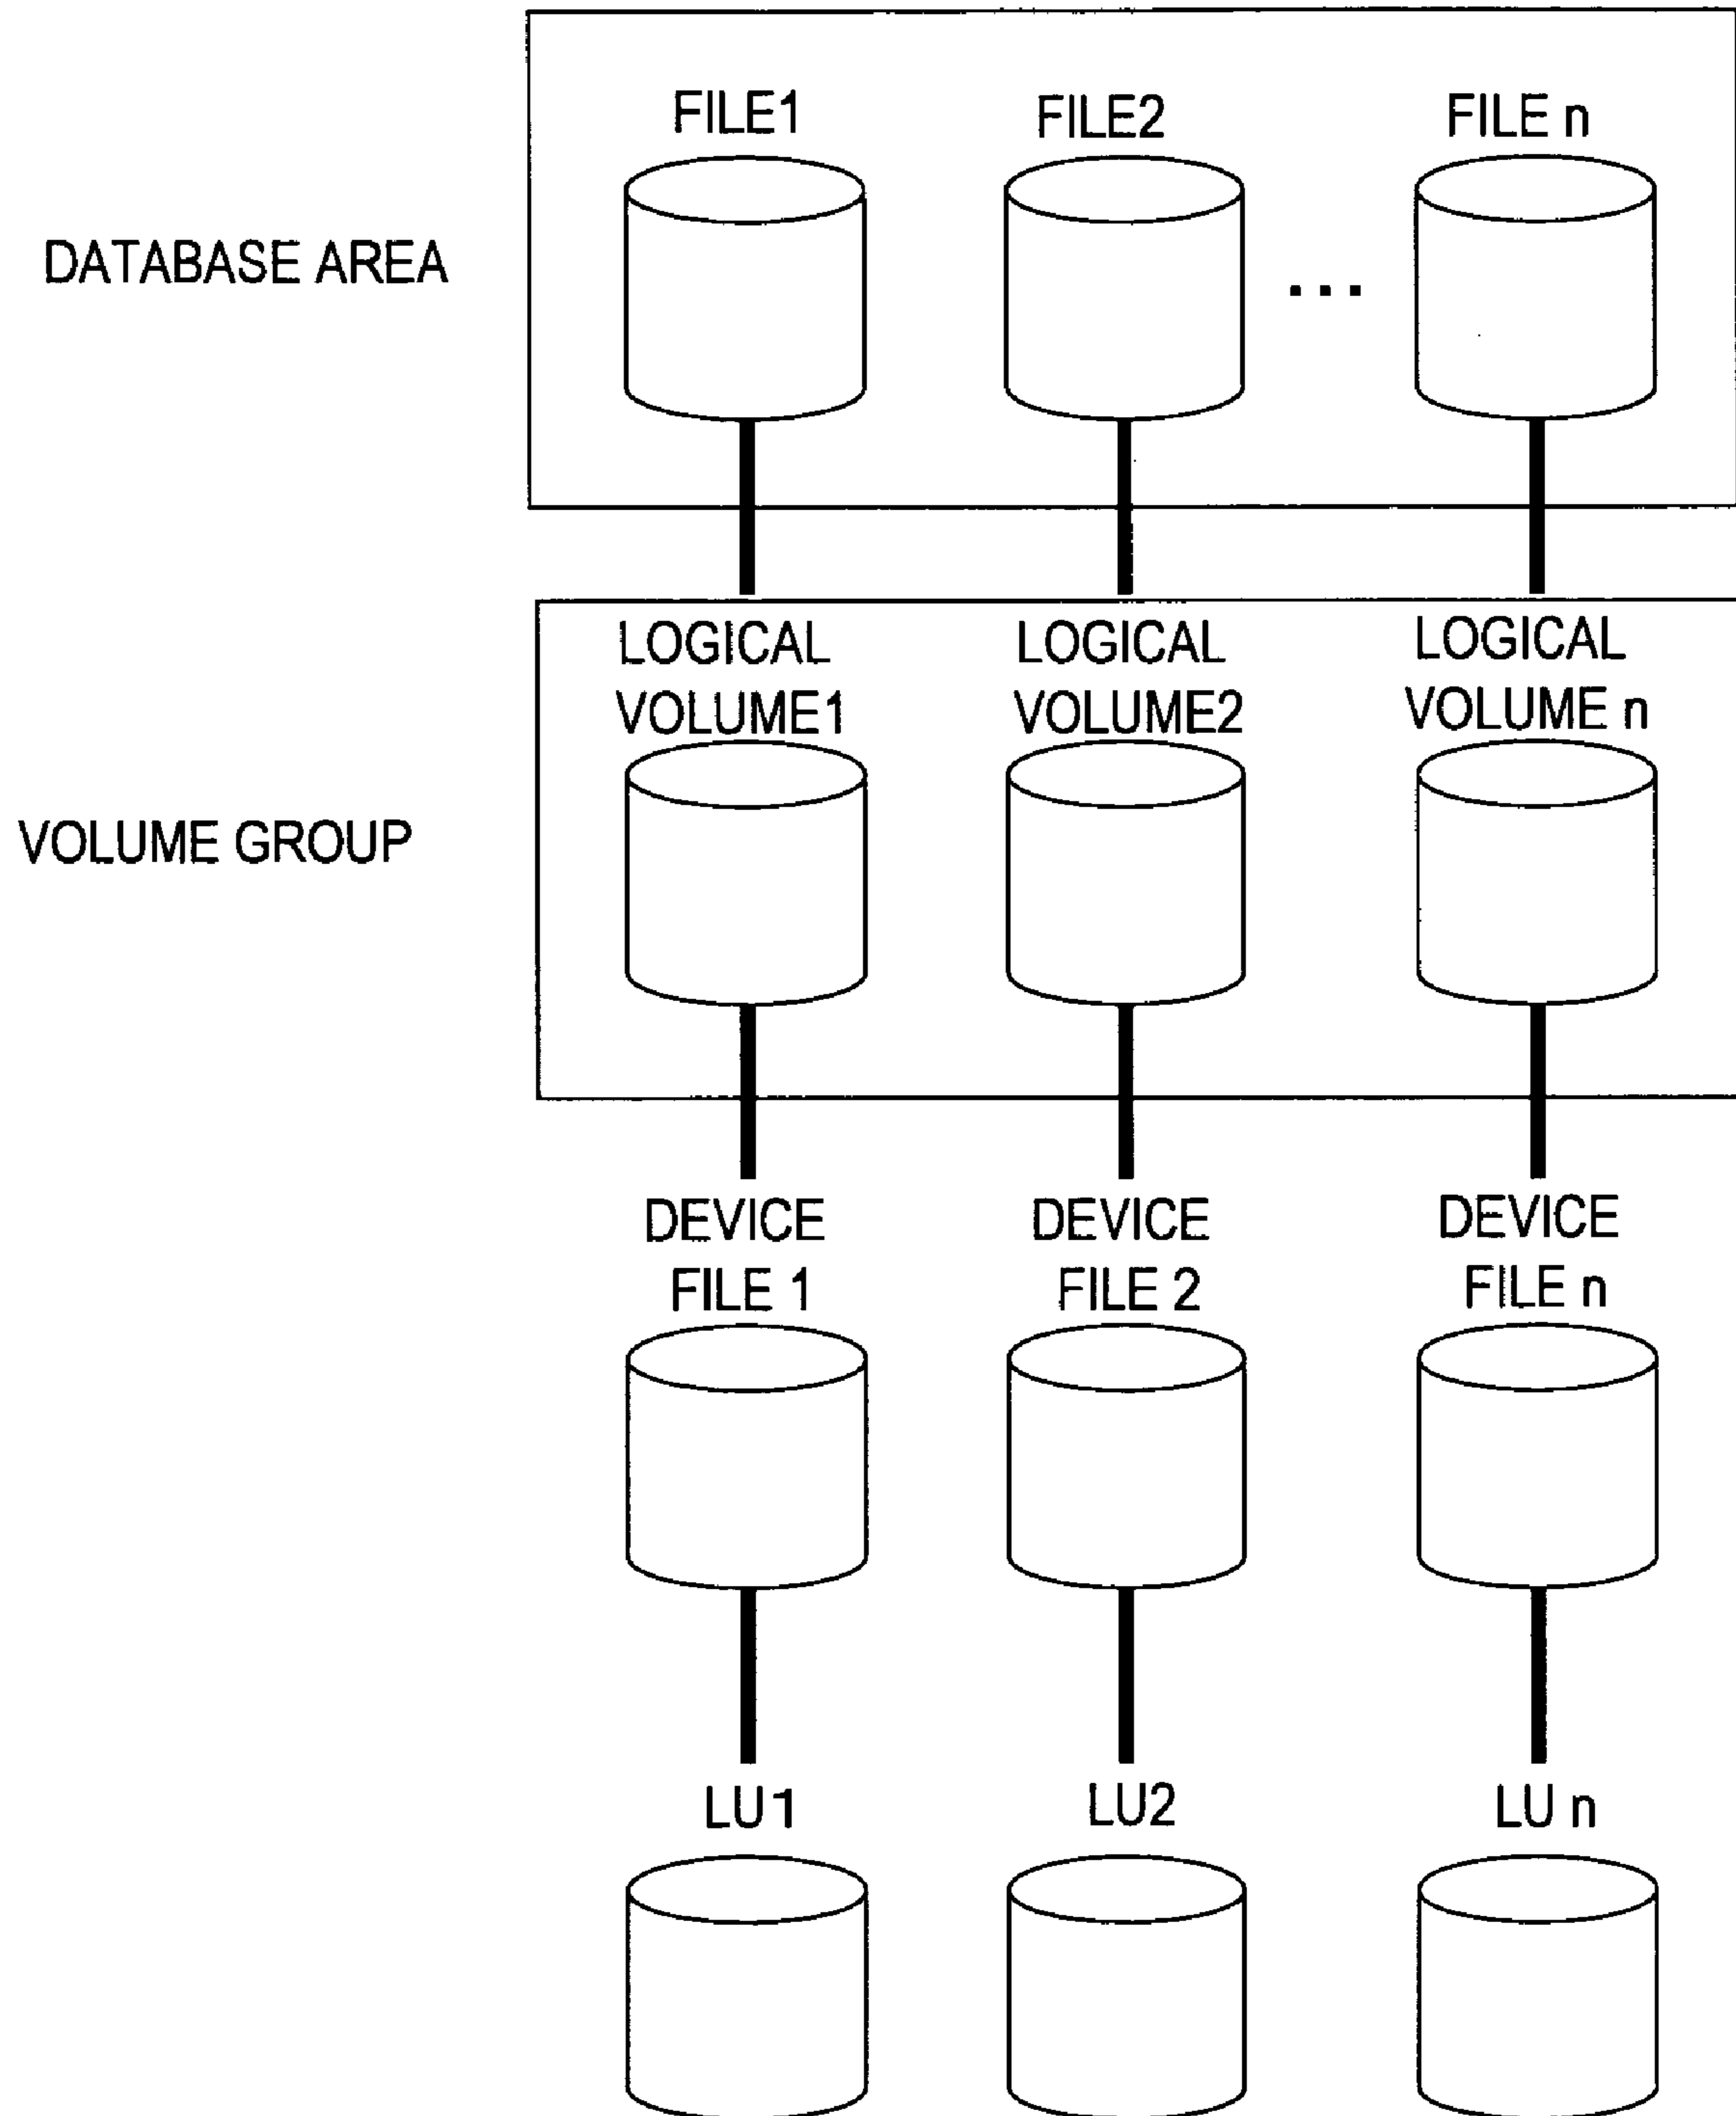 FILE1
FILE2
FILE n
DATABASE AREA
...
LOGICAL
VOLUME1
LOGICAL
VOLUME2
LOGICAL
VOLUME n
VOLUME GROUP
DEVICE
FILE 1
DEVICE
FILE 2
DEVICE
FILE n
LU1
LU2
LU n